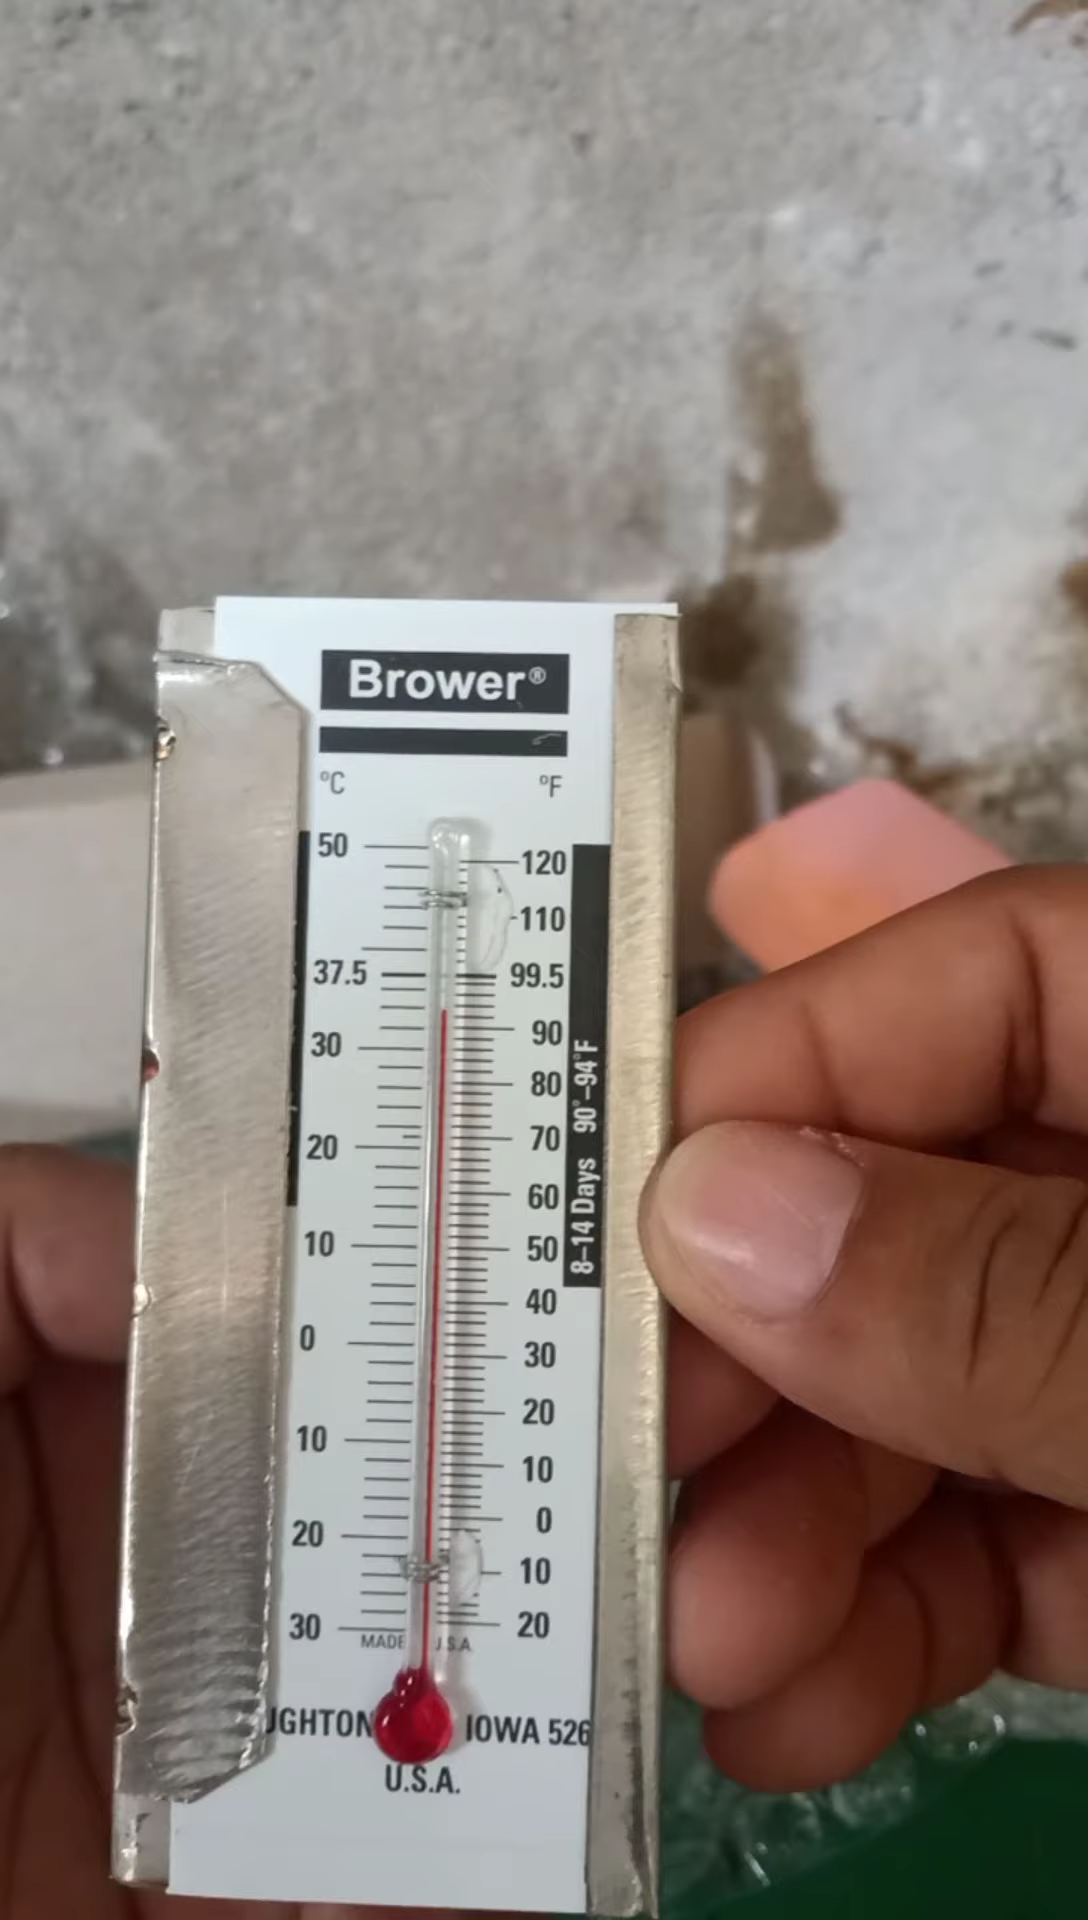 Brower®
°C °F
50 120
110
37.5 99.5
30 90
80
20 70
60
10 50
40
0 30
20
10 10
0
20 10
30 20
8–14 Days 90°–94°F
MADE U.S.A.
UGHTON IOWA 526
U.S.A.